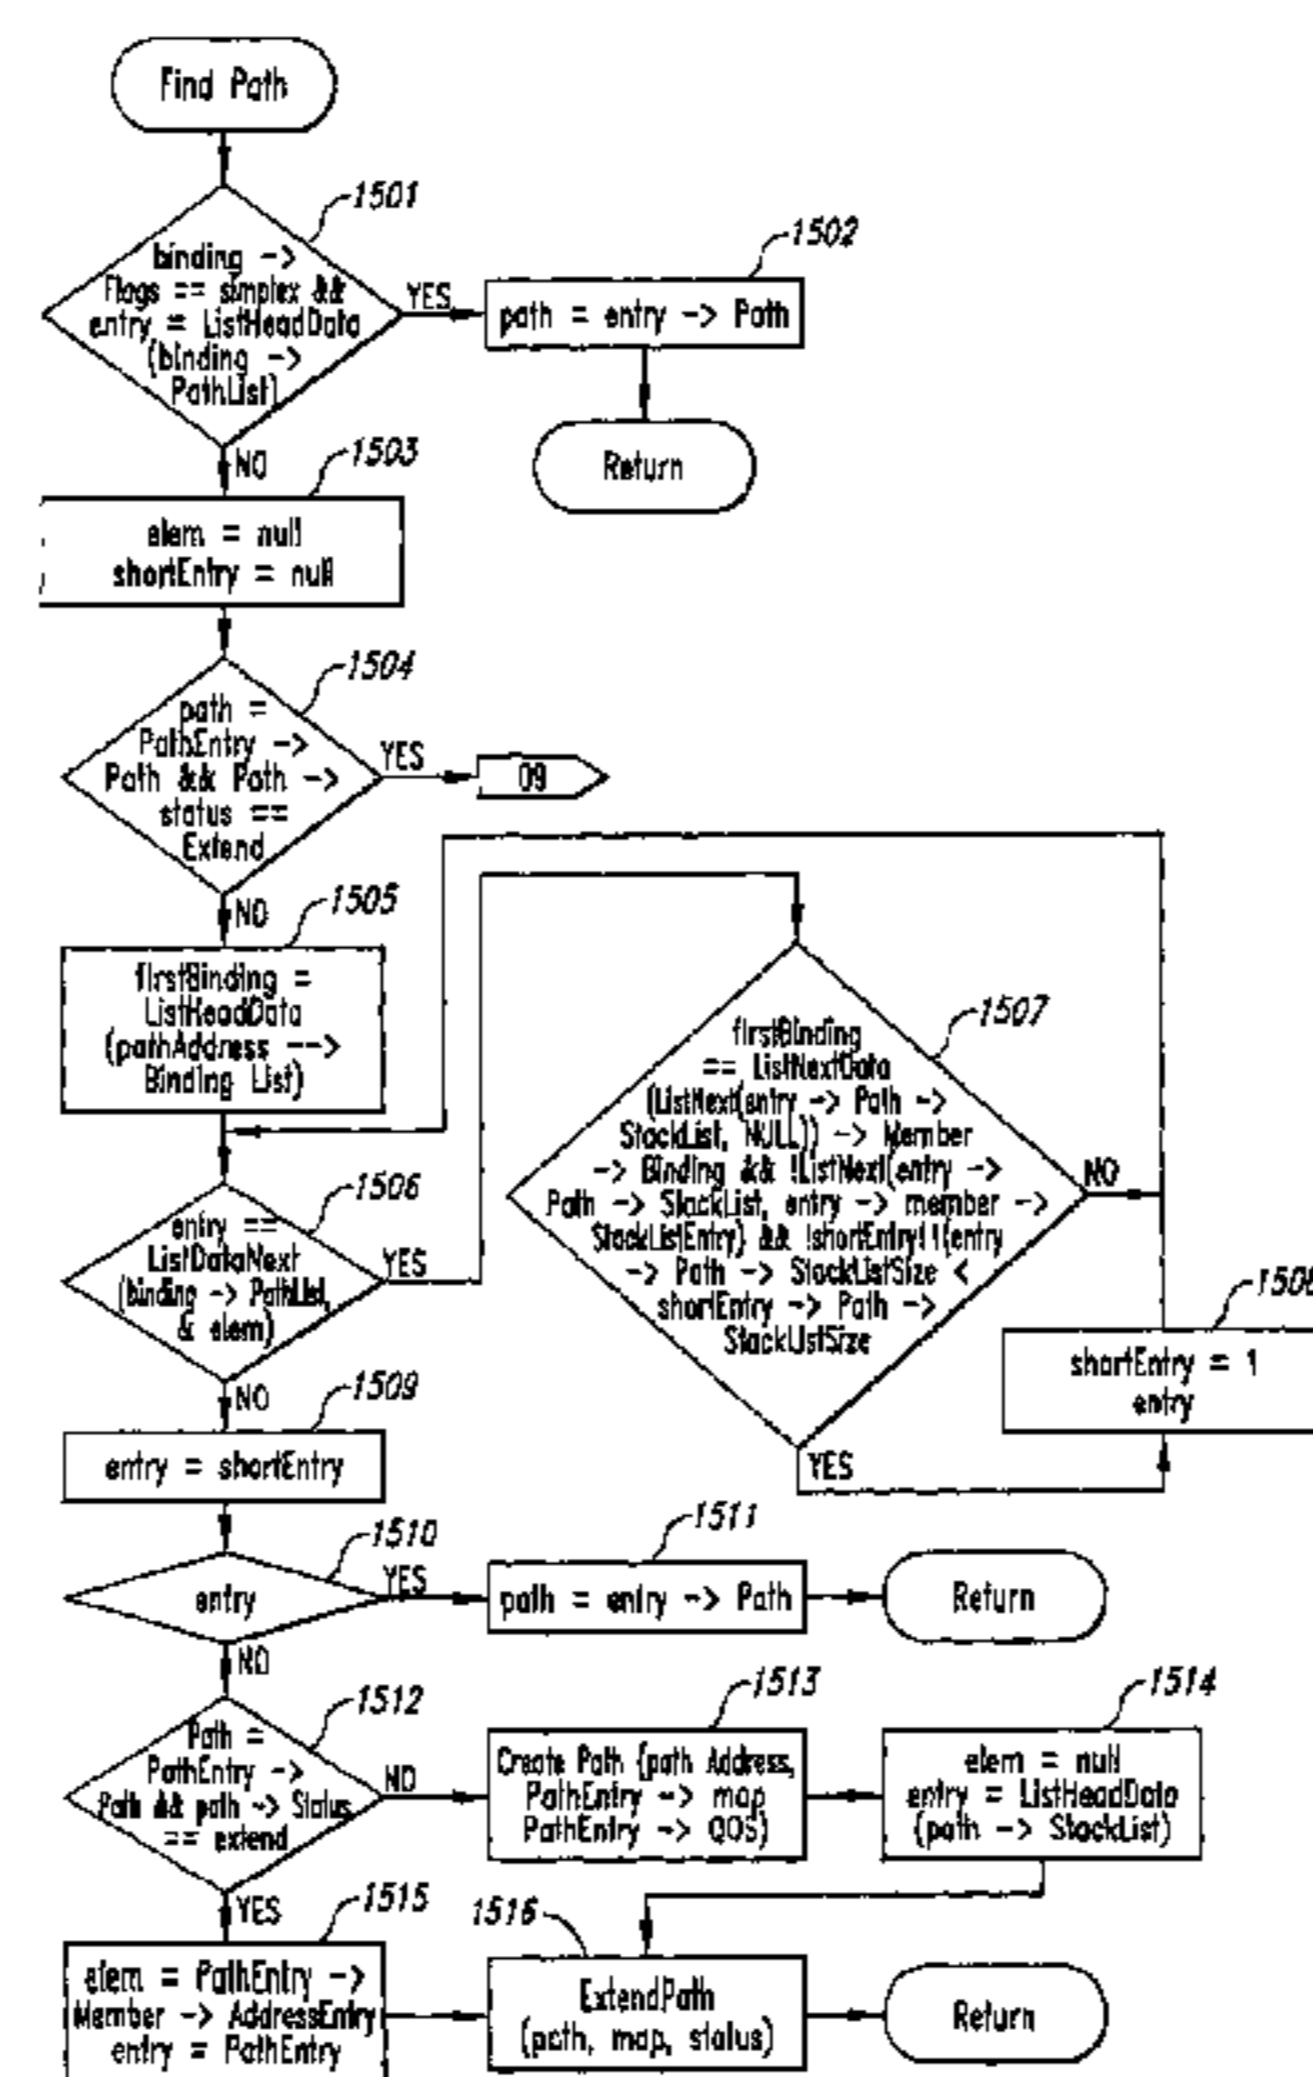 Find Path
1501
binding ->
Flags == simplex &&
entry = ListHeadData
(binding ->
PathList)
YES
1502
path = entry -> Path
Return
NO
1503
elem = null
shortEntry = null
1504
path =
PathEntry ->
Path && Path ->
status ==
Extend
YES
09
NO
1505
firstBinding =
ListHeadData
(pathAddress -->
Binding List)
1506
entry ==
ListDataNext
(binding -> PathList,
& elem)
YES
1507
firstBinding
== ListNextData
(ListNext(entry -> Path ->
StackList, NULL)) -> Member
-> Binding && !ListNext(entry ->
Path -> StackList, entry -> member ->
StackListEntry) && !shortEntry!!(entry
-> Path -> StackListSize <
shortEntry -> Path ->
StackListSize
NO
YES
1508
shortEntry = 1
entry
NO
1509
entry = shortEntry
1510
entry
YES
1511
path = entry -> Path
Return
NO
1512
Path =
PathEntry ->
Path && path -> Status
== extend
NO
1513
Create Path (path Address,
PathEntry -> map
PathEntry -> QOS)
1514
elem = null
entry = ListHeadData
(path -> StackList)
YES
1515
elem = PathEntry ->
Member -> AddressEntry
entry = PathEntry
1516
ExtendPath
(path, map, status)
Return